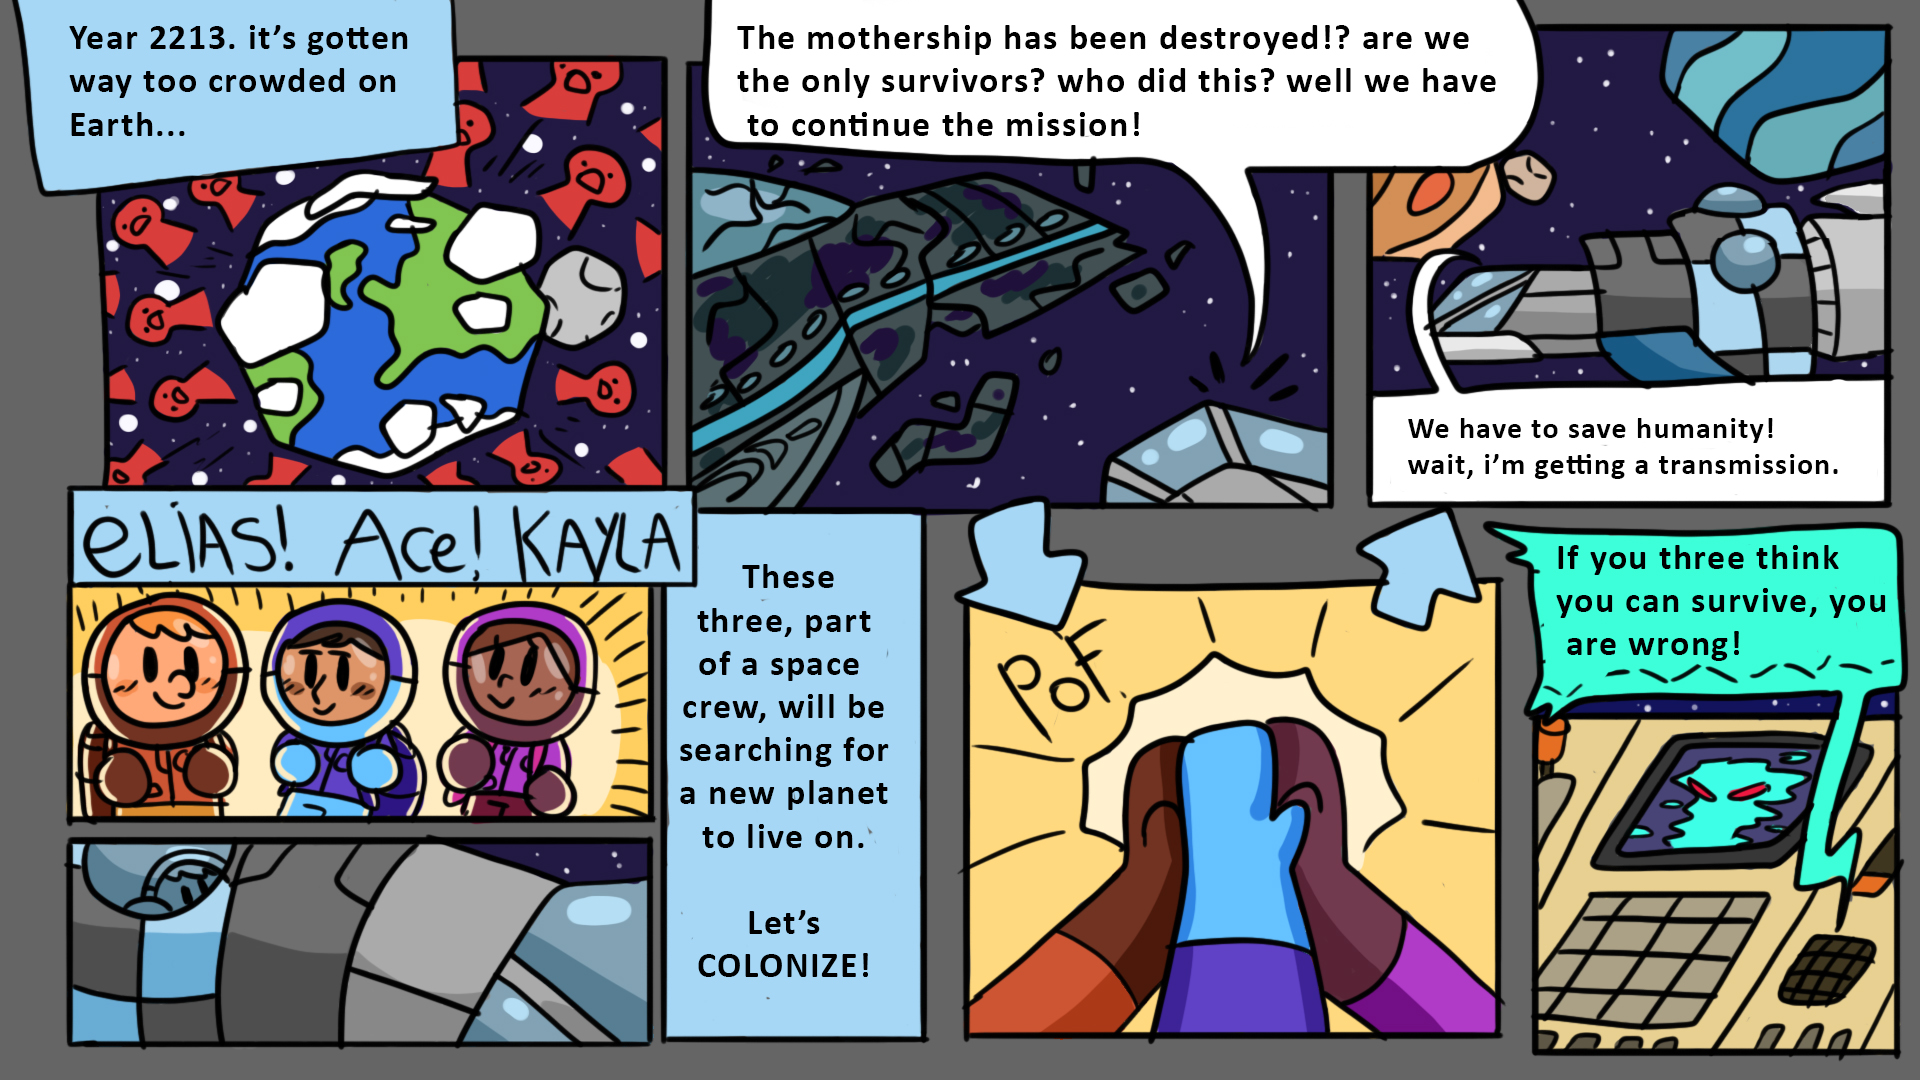 Year 2213. it's gotten
way too crowded on
Earth...
eLiAS! Ace! KAYLA
These
three, part
of a space
crew, will be
searching for
a new planet
to live on.
Let's
COLONIZE!
The mothership has been destroyed!? are we
the only survivors? who did this? well we have
to continue the mission!
POF
We have to save humanity!
wait, i'm getting a transmission.
If you three think
you can survive, you
are wrong!